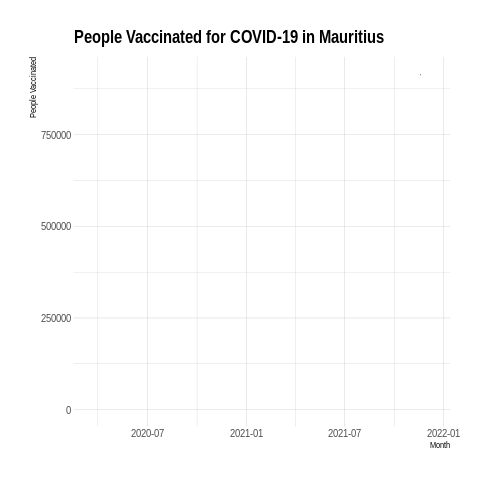 People Vaccinated for COVID-19 in Mauritius
People Vaccinated
750000
500000
250000
0
2020-07
2021-01
2021-07
2022-01
Month